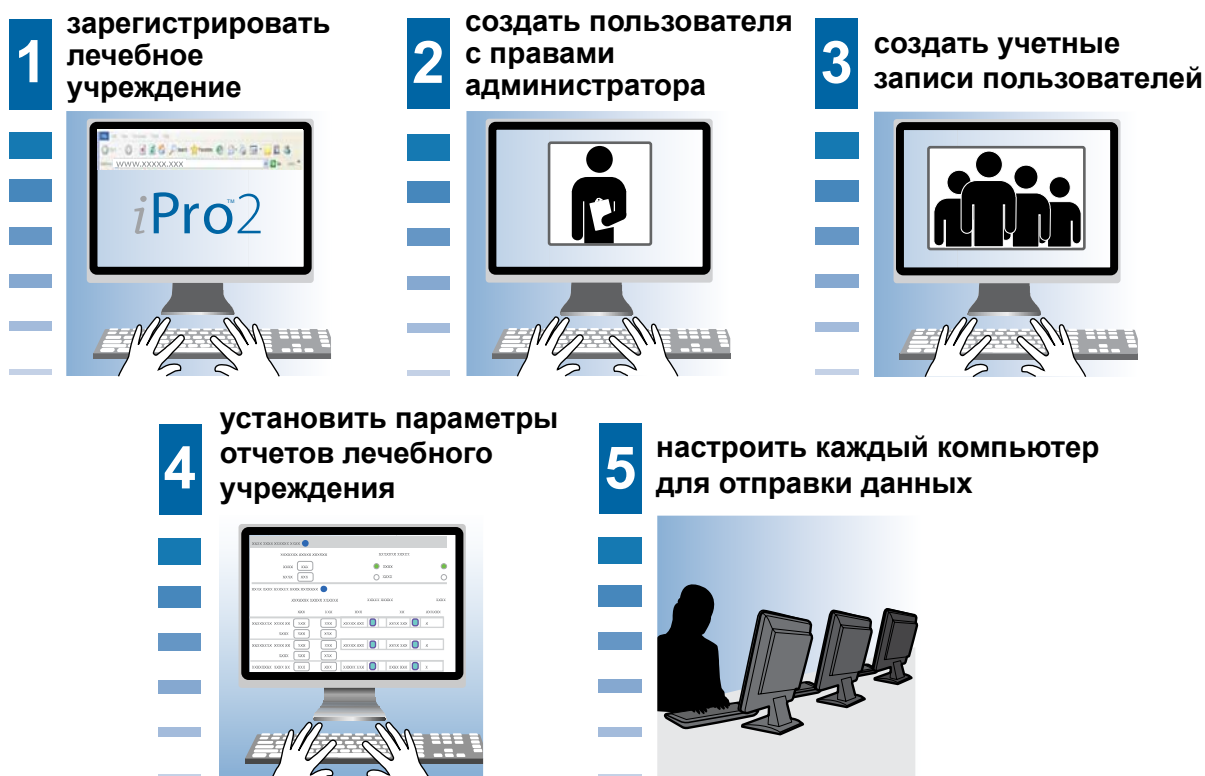 1
зарегистрировать
лечебное
учреждение
WWW.XXXXX.XXX
iPro™2
2
создать пользователя
с правами
администратора
3
создать учетные
записи пользователей
4
установить параметры
отчетов лечебного
учреждения
5
настроить каждый компьютер
для отправки данных